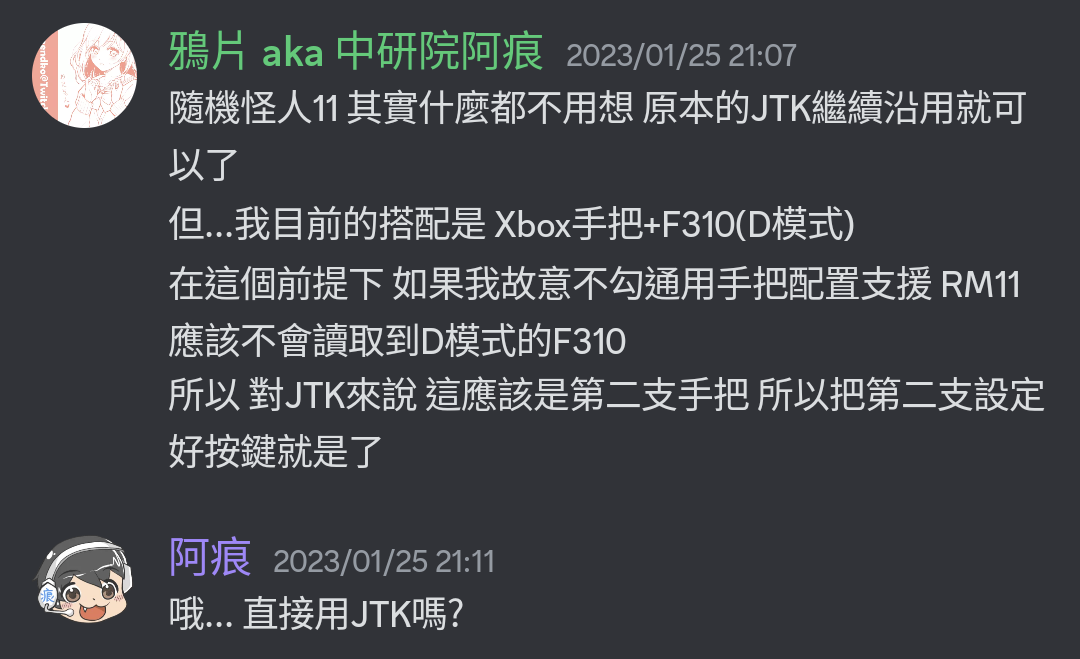 鴉片 aka 中研院阿痕 2023/01/25 21:07
隨機怪人11 其實什麼都不用想 原本的JTK繼續沿用就可
以了
但...我目前的搭配是 Xbox手把+F310(D模式)
在這個前提下 如果我故意不勾通用手把配置支援 RM11
應該不會讀取到D模式的F310
所以 對JTK來說 這應該是第二支手把 所以把第二支設定
好按鍵就是了
阿痕 2023/01/25 21:11
痕
哦... 直接用JTK嗎?